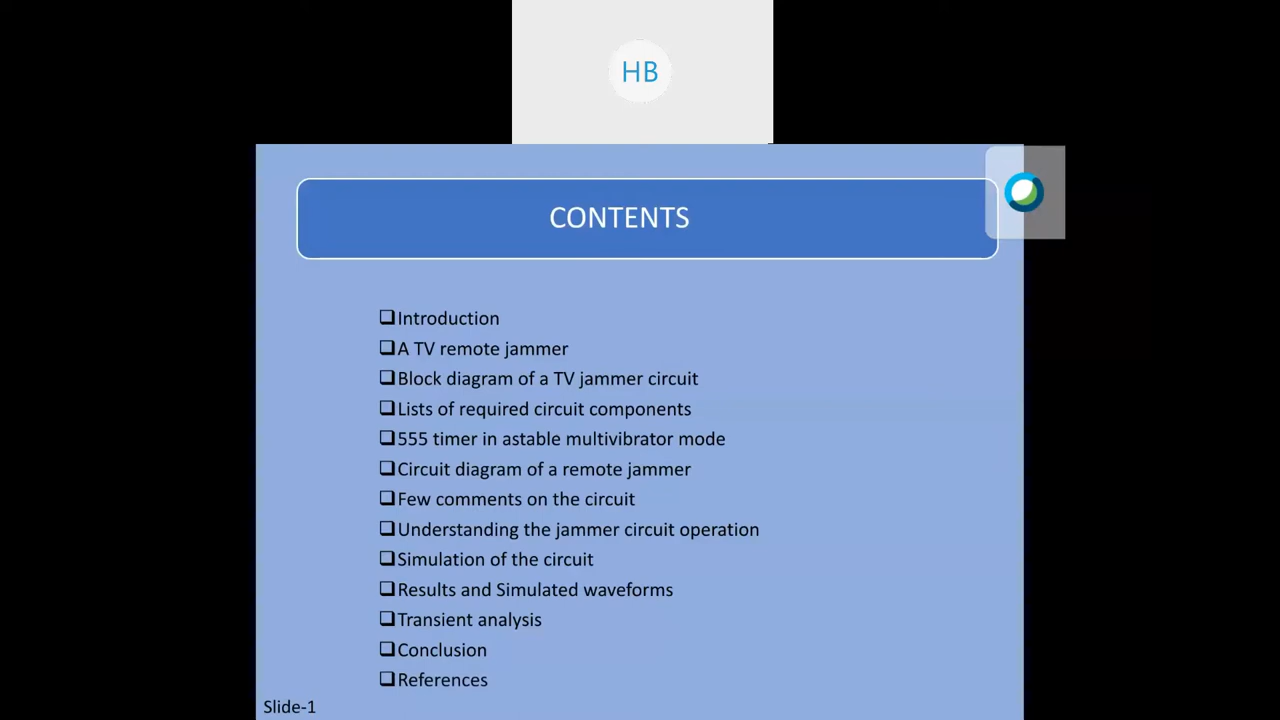 HB
CONTENTS
❑Introduction
❑A TV remote jammer
❑Block diagram of a TV jammer circuit
❑Lists of required circuit components
❑555 timer in astable multivibrator mode
❑Circuit diagram of a remote jammer
❑Few comments on the circuit
❑Understanding the jammer circuit operation
❑Simulation of the circuit
❑Results and Simulated waveforms
❑Transient analysis
❑Conclusion
❑References
Slide-1